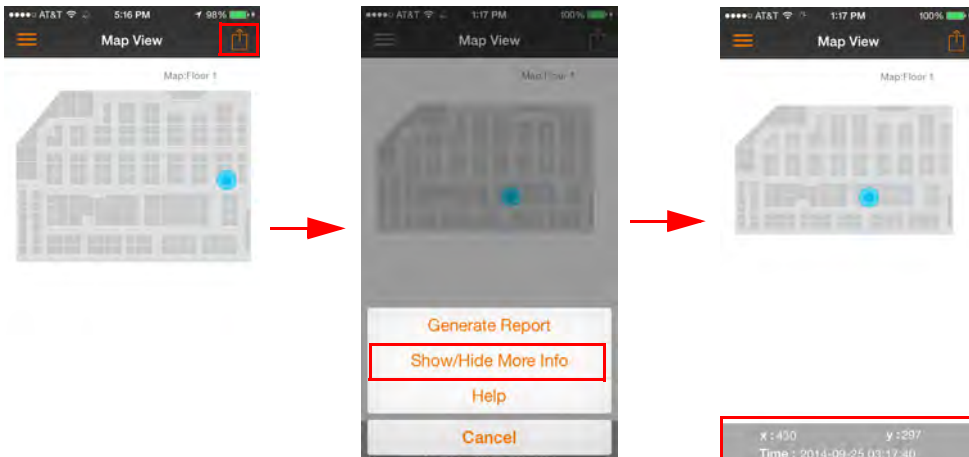 AT&T 5:16 PM 98%
Map View
Map:Floor 1
AT&T 1:17 PM 100%
Map View
Map:Floor 1
Generate Report
Show/Hide More Info
Help
Cancel
AT&T 1:17 PM 100%
Map View
Map:Floor 1
x : 430 y : 297
Time : 2014-09-25 03:17:40